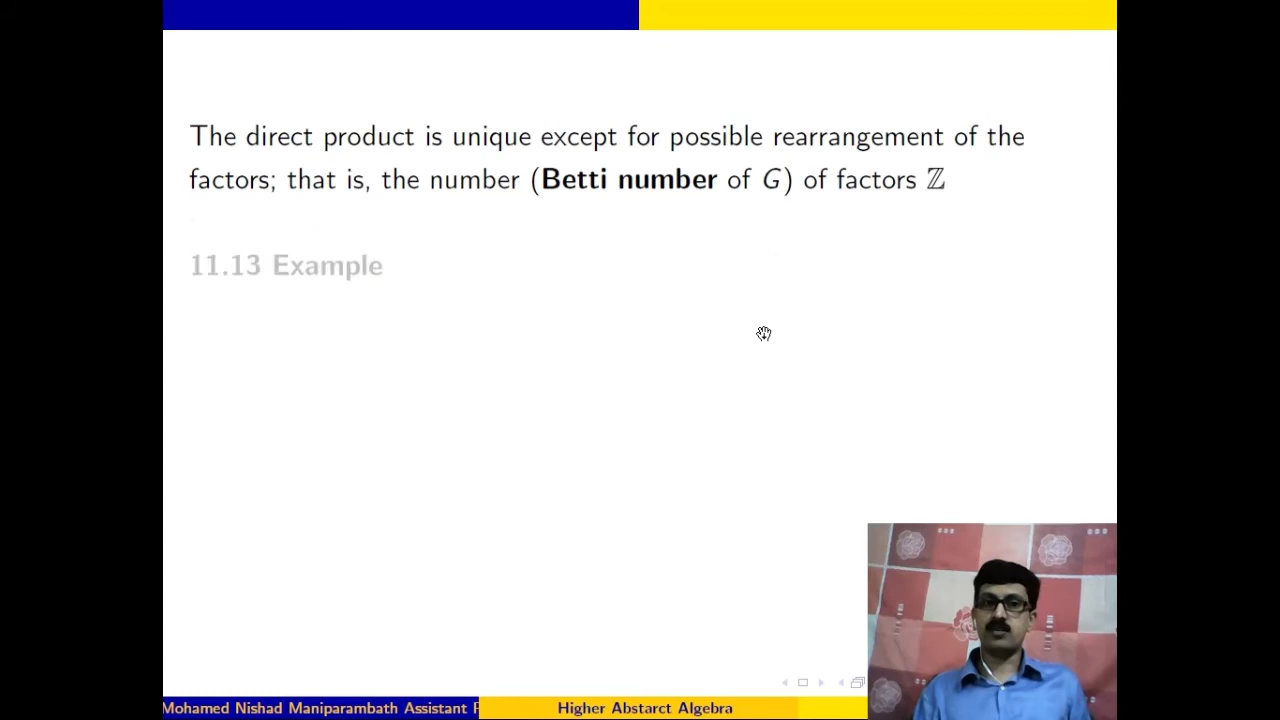 The direct product is unique except for possible rearrangement of the
factors; that is, the number (Betti number of G) of factors ℤ
11.13 Example
Mohamed Nishad Maniparambath Assistant P
Higher Abstarct Algebra